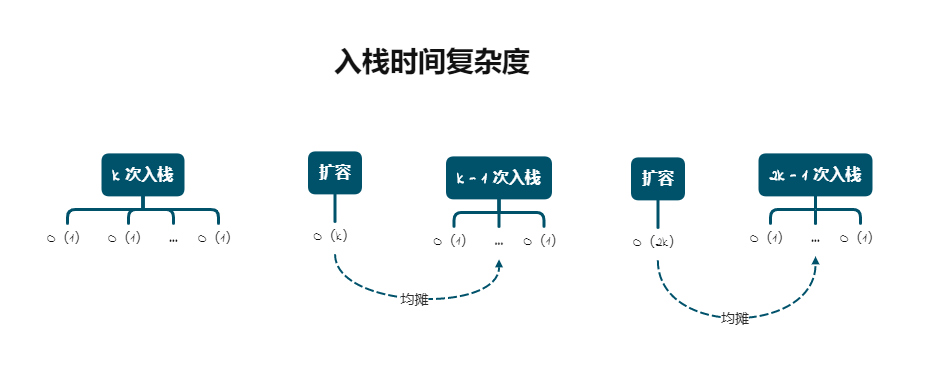 入栈时间复杂度
k 次入栈
扩容
k - 1 次入栈
扩容
2k - 1 次入栈
O（1）
O（1）
...
O（1）
O（k）
O（1）
...
O（1）
O（2k）
O（1）
...
O（1）
均摊
均摊